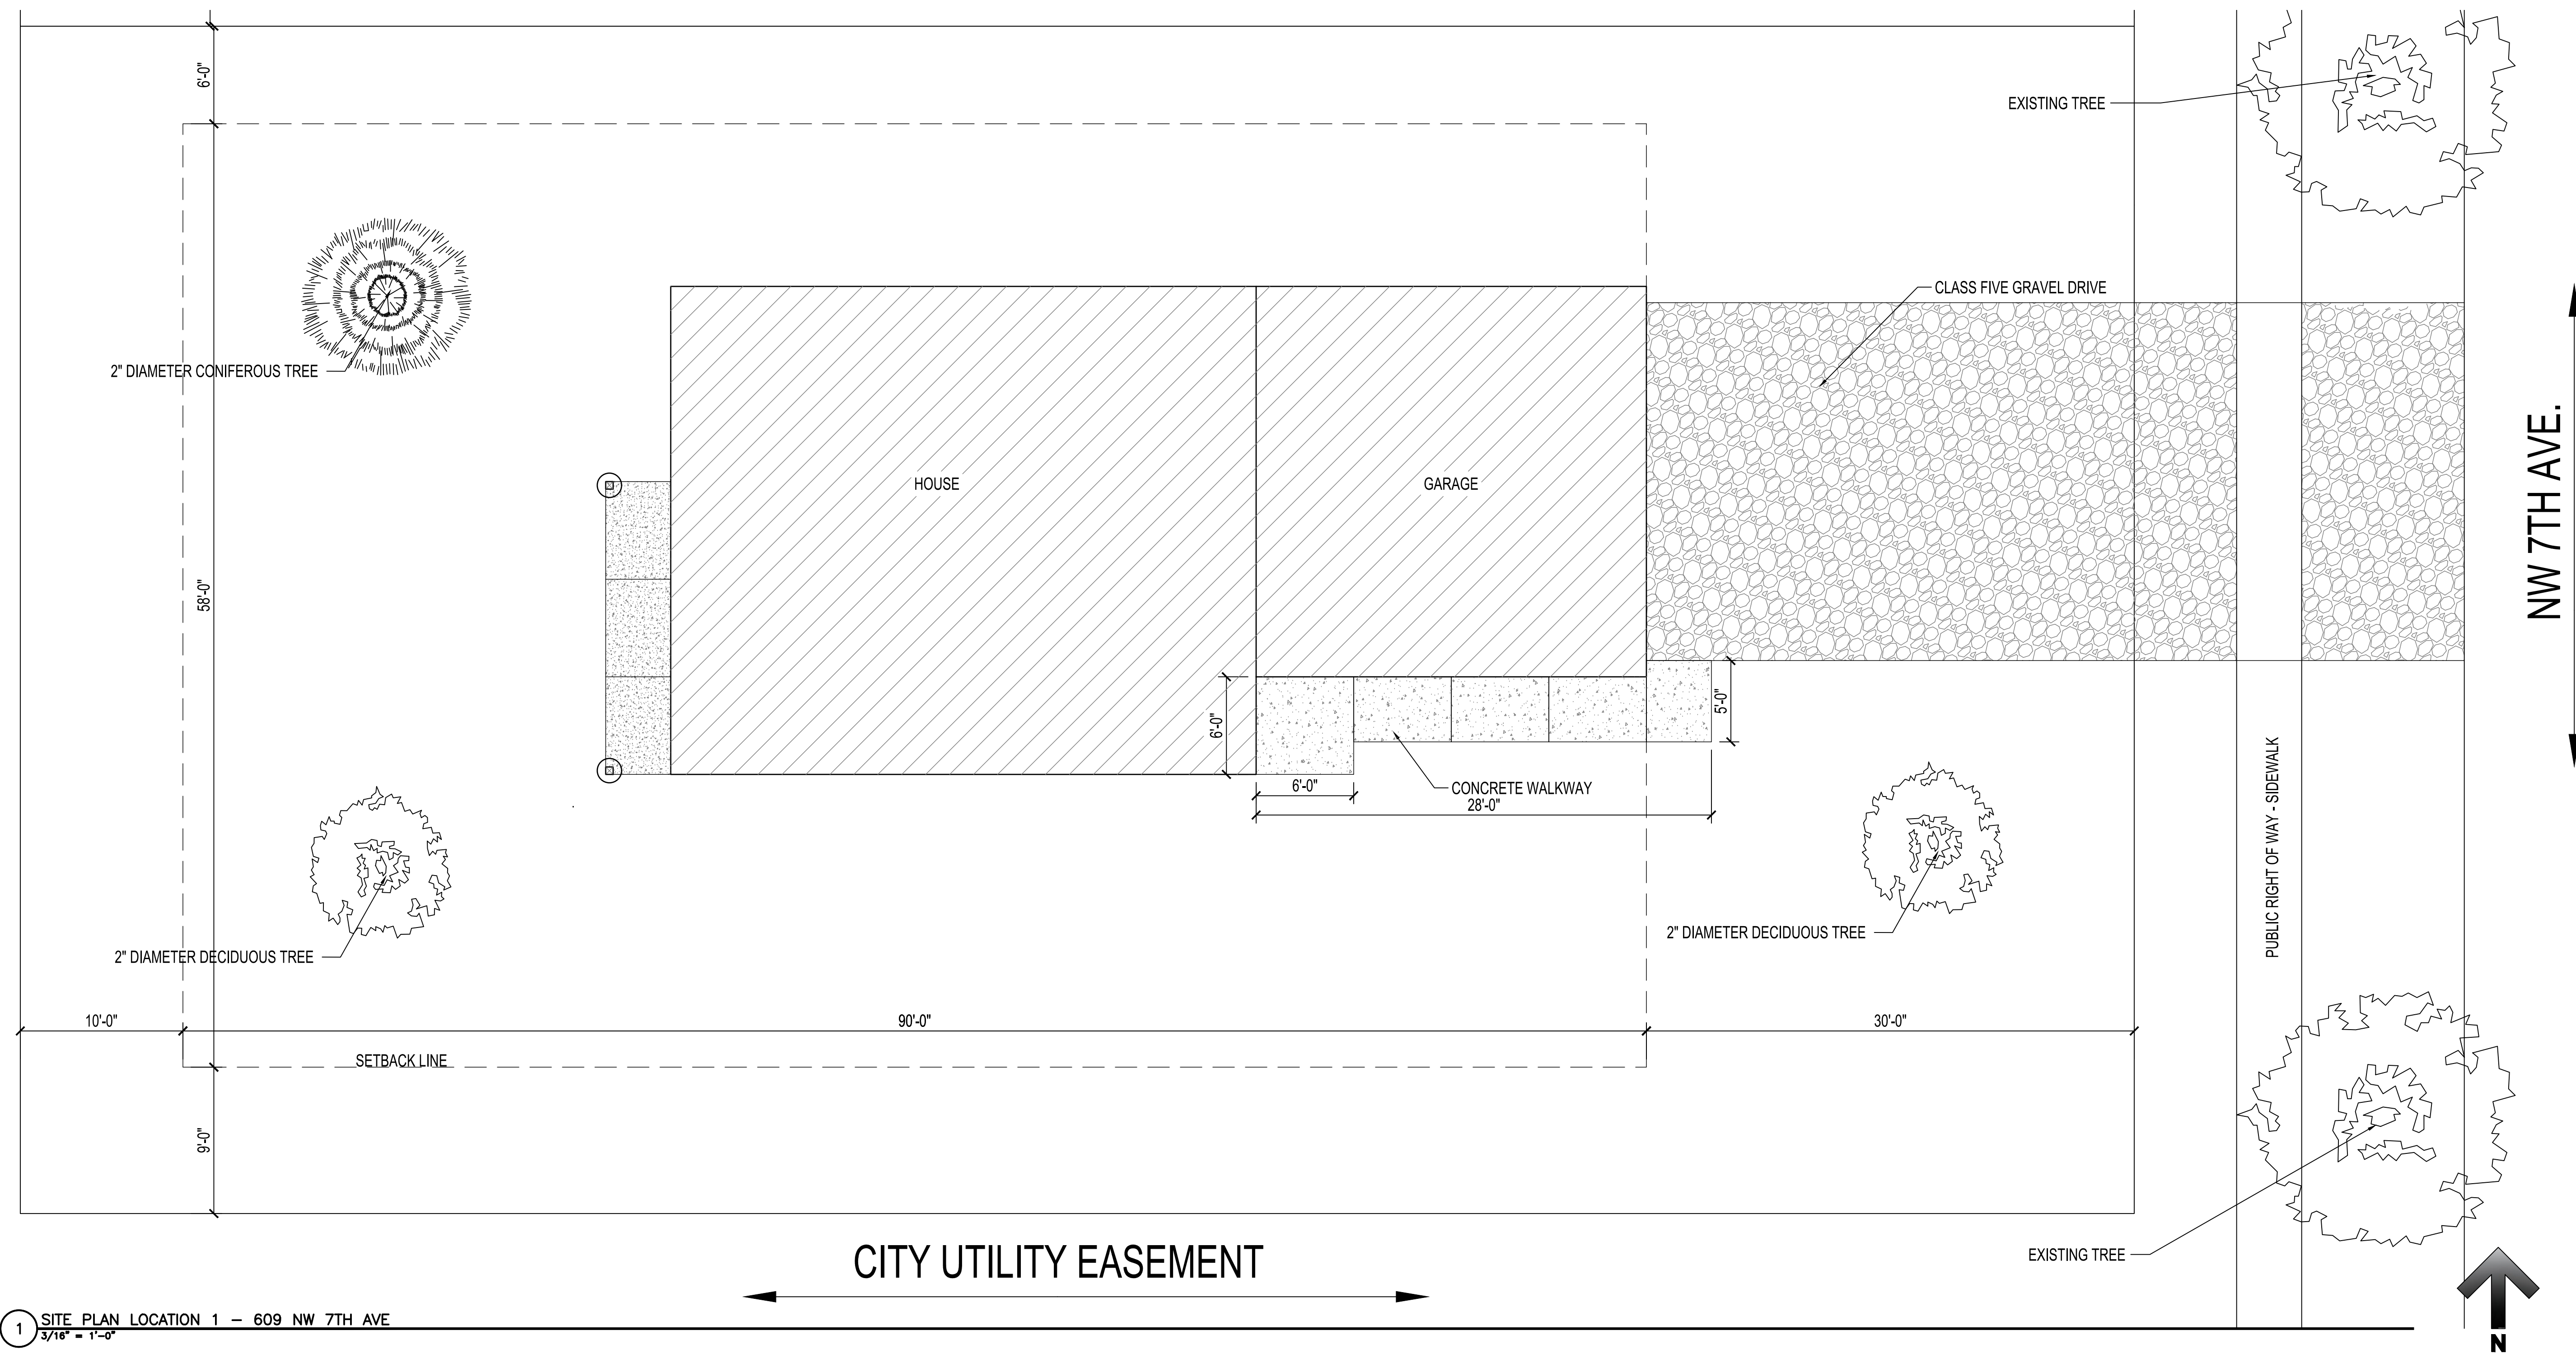 6'-0"
EXISTING TREE
CLASS FIVE GRAVEL DRIVE
2" DIAMETER CONIFEROUS TREE
HOUSE
GARAGE
NW 7TH AVE.
58'-0"
6'-0"
5'-0"
6'-0"
CONCRETE WALKWAY
28'-0"
PUBLIC RIGHT OF WAY - SIDEWALK
2" DIAMETER DECIDUOUS TREE
2" DIAMETER DECIDUOUS TREE
10'-0"
90'-0"
30'-0"
SETBACK LINE
9'-0"
CITY UTILITY EASEMENT
EXISTING TREE
1
SITE PLAN LOCATION 1 – 609 NW 7TH AVE
3/16" = 1'-0"
N